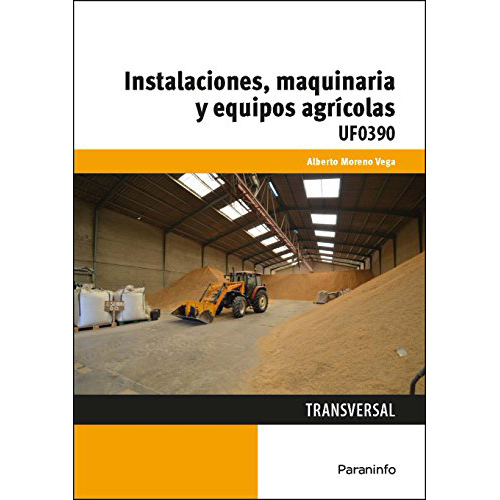 Instalaciones, maquinaria
y equipos agrícolas
UF0390
Alberto Moreno Vega
TRANSVERSAL
Paraninfo